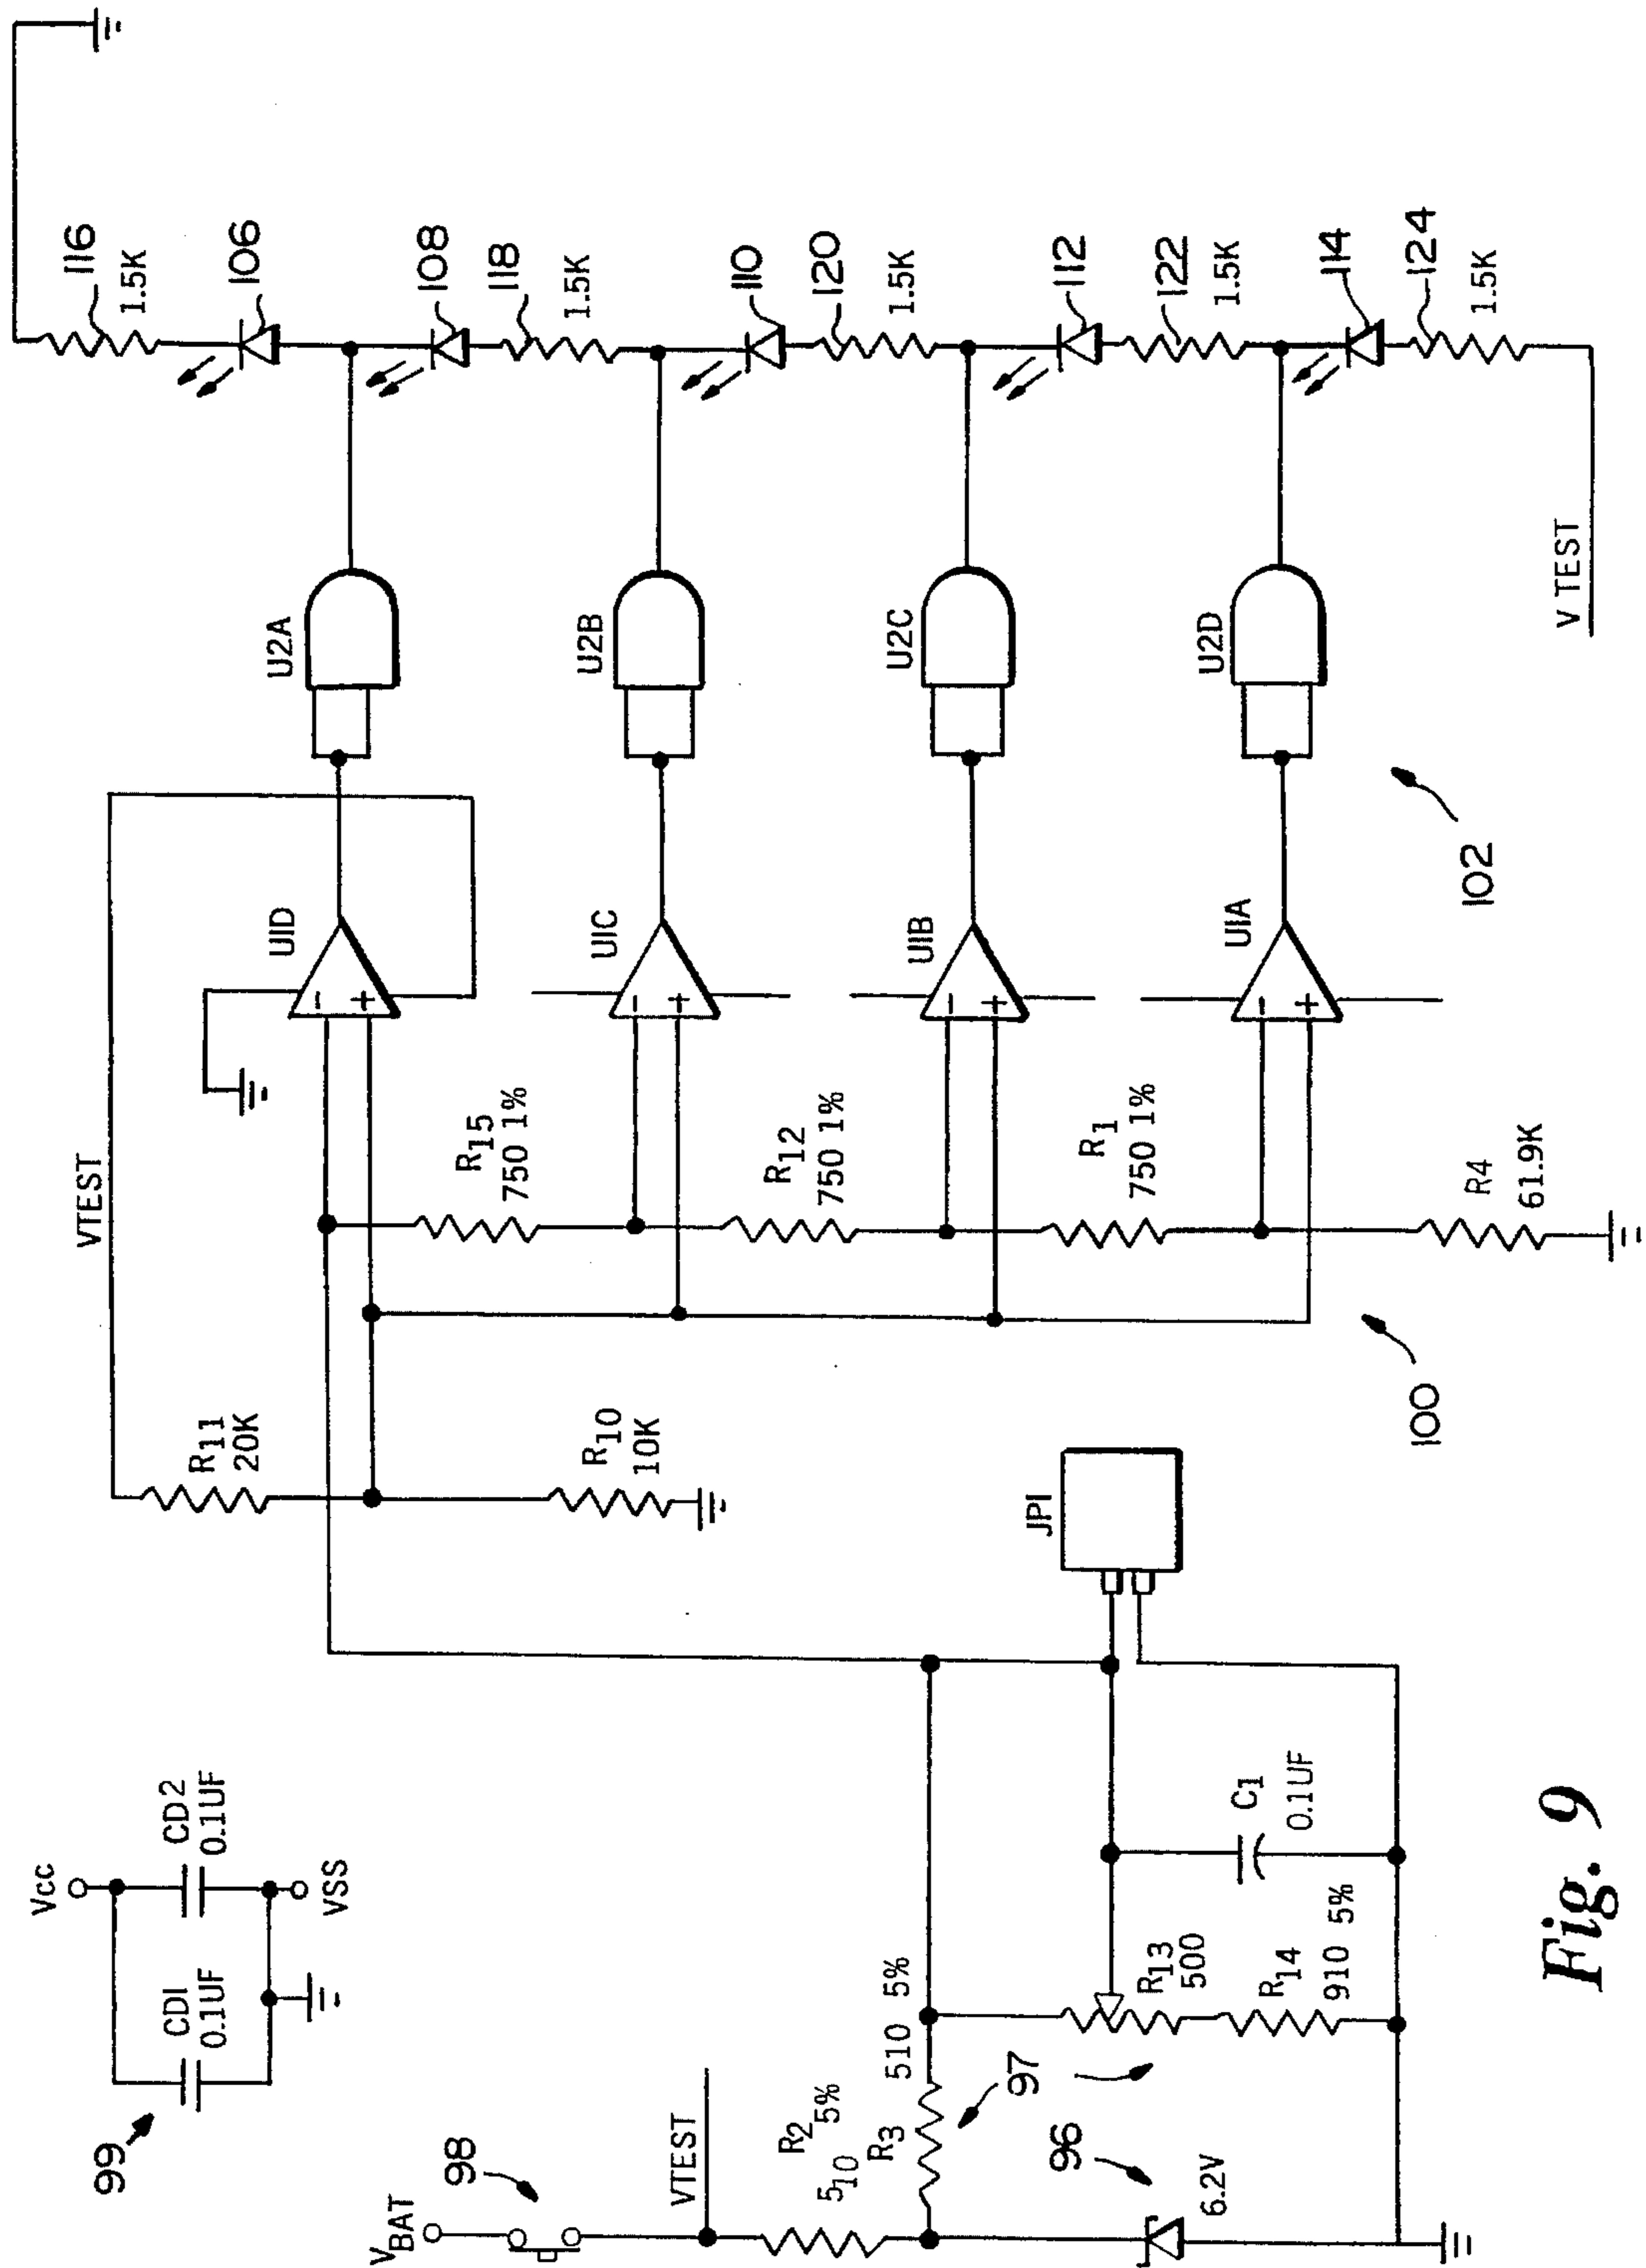 116
1.5K
106
108
118
1.5K
110
120
1.5K
112
122
1.5K
114
124
1.5K
V TEST
U2A
U2B
U2C
U2D
102
VTEST
UID
UIC
UIB
UIA
-
+
-
+
-
+
-
+
R15
750 1%
R12
750 1%
R1
750 1%
R4
61.9K
100
R11
20K
R10
10K
JPI
99
CDI
0.1UF
Vcc
CD2
0.1UF
VSS
VBAT
98
VTEST
R2
510 5%
R3
510 5%
97
96
6.2V
R13
500
R14
910 5%
C1
0.1UF
Fig. 9